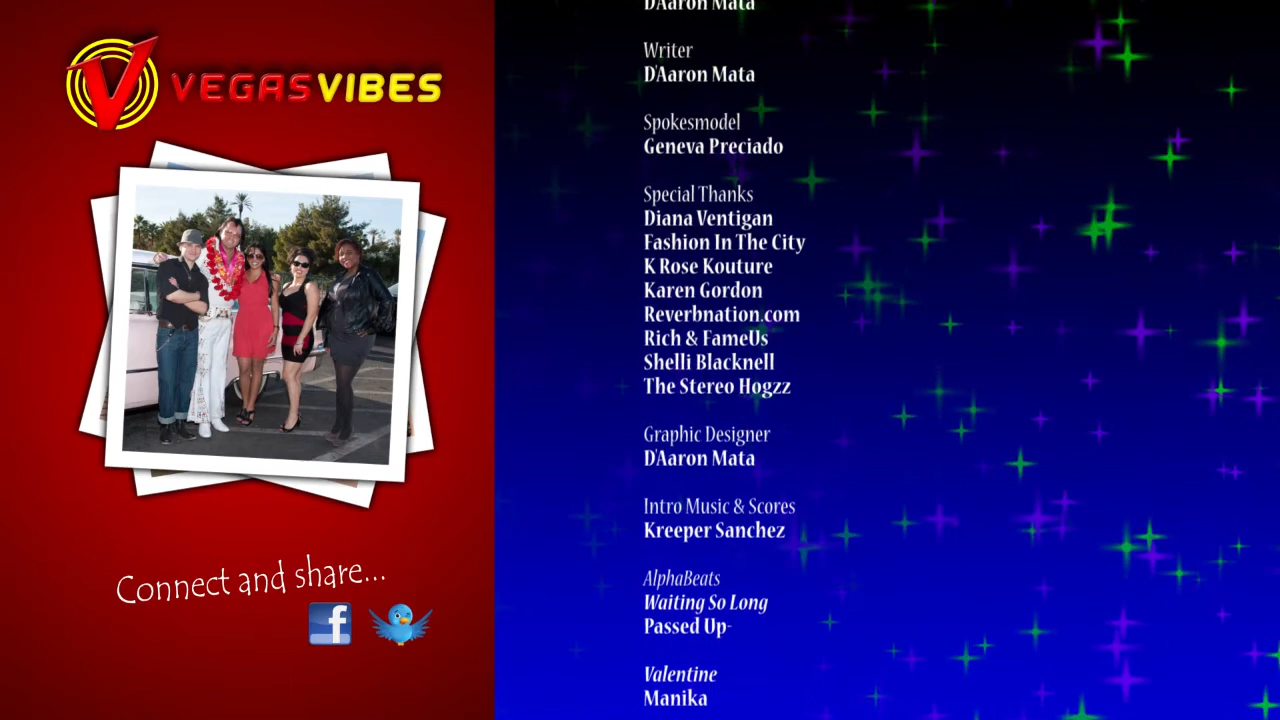 VEGASVIBES
Connect and share...
f
D'Aaron Mata
Writer
D'Aaron Mata
Spokesmodel
Geneva Preciado
Special Thanks
Diana Ventigan
Fashion In The City
K Rose Kouture
Karen Gordon
Reverbnation.com
Rich & FameUs
Shelli Blacknell
The Stereo Hogzz
Graphic Designer
D'Aaron Mata
Intro Music & Scores
Kreeper Sanchez
AlphaBeats
Waiting So Long
Passed Up-
Valentine
Manika